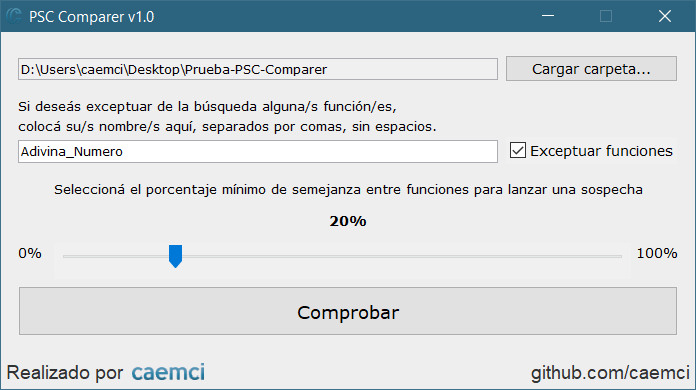 PSC Comparer v1.0
D:\Users\caemci\Desktop\Prueba-PSC-Comparer
Cargar carpeta...
Si deseás exceptuar de la búsqueda alguna/s función/es,
colocá su/s nombre/s aquí, separados por comas, sin espacios.
Adivina_Numero
Exceptuar funciones
Seleccioná el porcentaje mínimo de semejanza entre funciones para lanzar una sospecha
20%
0%
100%
Comprobar
Realizado por caemci
github.com/caemci